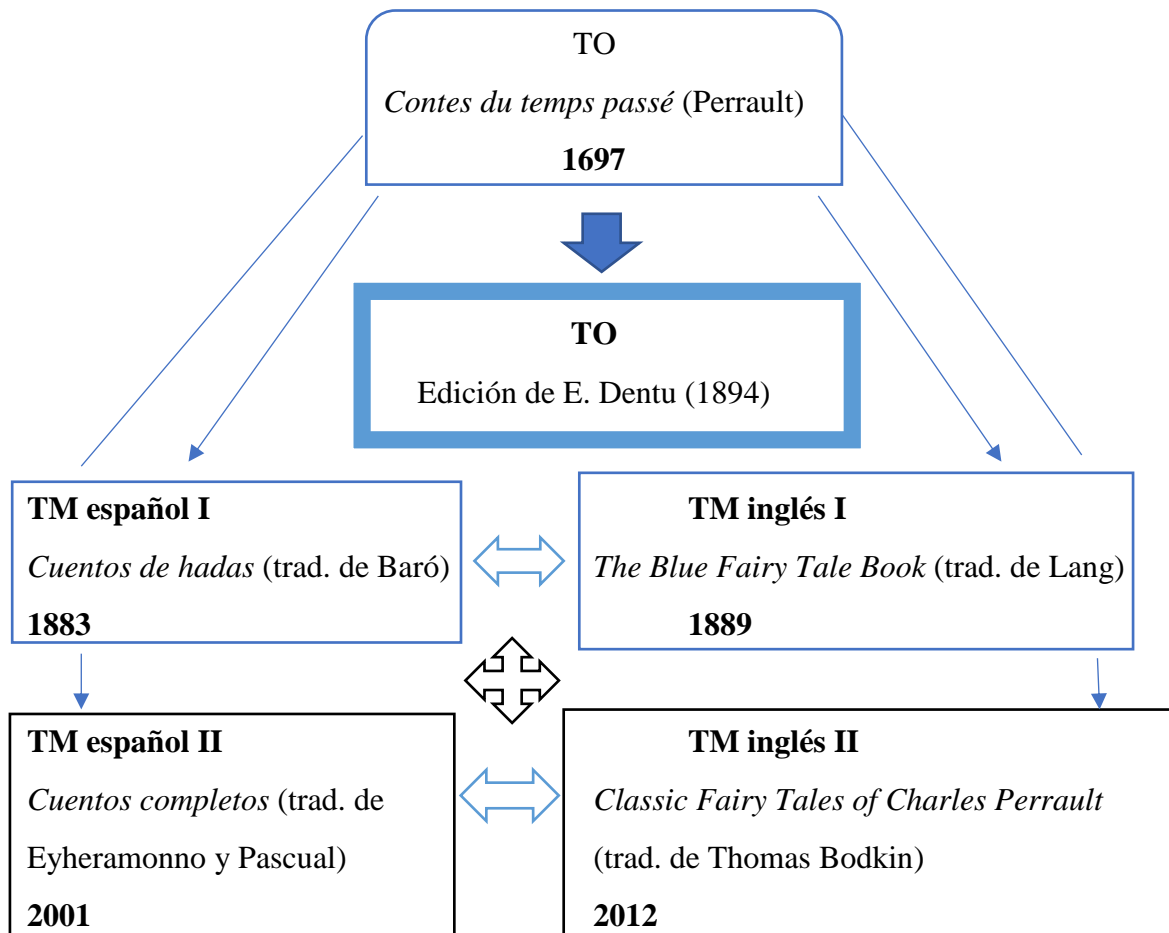 TO
Contes du temps passé (Perrault)
1697
TO
Edición de E. Dentu (1894)
TM español I
Cuentos de hadas (trad. de Baró)
1883
TM inglés I
The Blue Fairy Tale Book (trad. de Lang)
1889
TM español II
Cuentos completos (trad. de
Eyheramonno y Pascual)
2001
TM inglés II
Classic Fairy Tales of Charles Perrault
(trad. de Thomas Bodkin)
2012